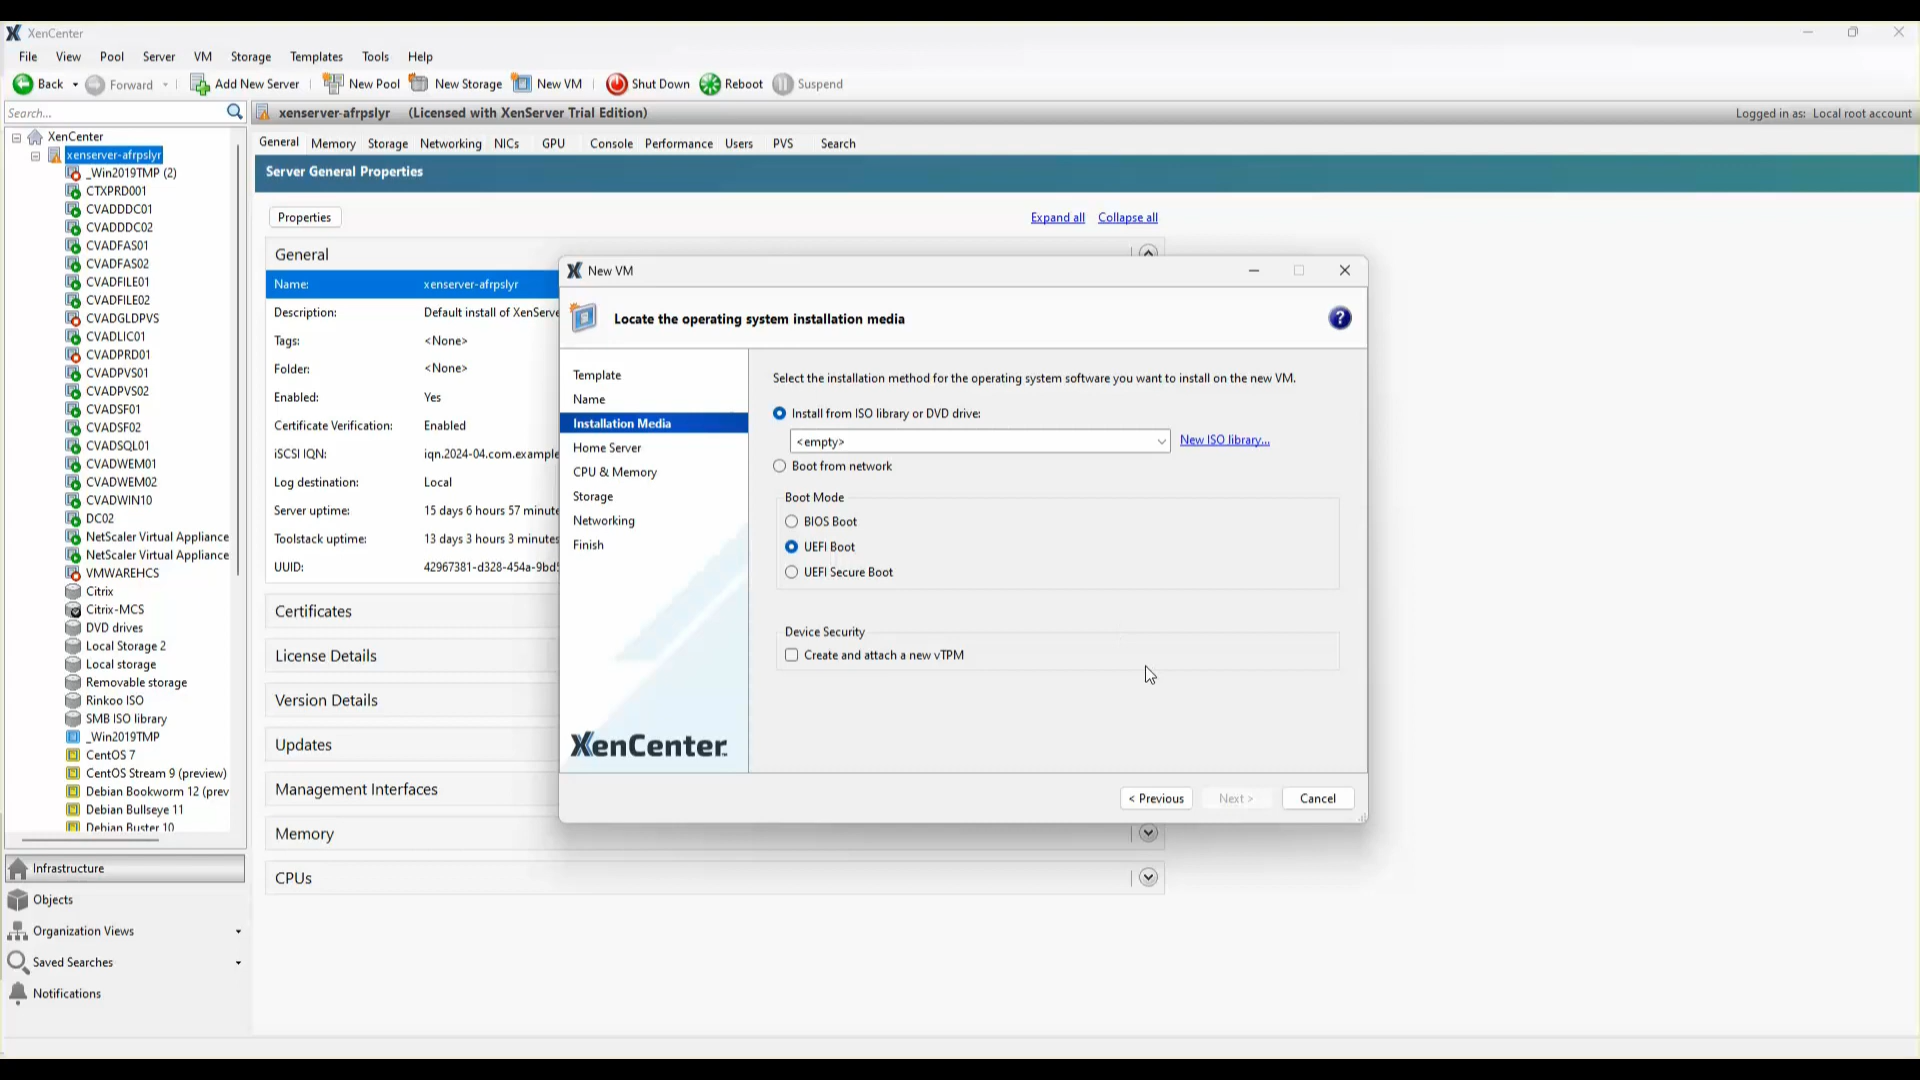 XenCenter
File View Pool Server VM Storage Templates Tools Help
Back Forward Add New Server New Pool New Storage New VM Shut Down Reboot Suspend
Search... xenserver-afrpslyr (Licensed with XenServer Trial Edition) Logged in as: Local root account
XenCenter
xenserver-afrpslyr
_Win2019TMP (2)
CTXPRD001
CVADDDC01
CVADDDC02
CVADFAS01
CVADFAS02
CVADFILE01
CVADFILE02
CVADGLDPVS
CVADLIC01
CVADPRD01
CVADPVS01
CVADPVS02
CVADSF01
CVADSF02
CVADSQL01
CVADWEM01
CVADWEM02
CVADWIN10
DC02
NetScaler Virtual Appliance
NetScaler Virtual Appliance
VMWAREHCS
Citrix
Citrix-MCS
DVD drives
Local Storage 2
Local storage
Removable storage
Rinkoo ISO
SMB ISO library
_Win2019TMP
CentOS 7
CentOS Stream 9 (preview)
Debian Bookworm 12 (prev
Debian Bullseye 11
Debian Buster 10
Infrastructure
Objects
Organization Views
Saved Searches
Notifications
General Memory Storage Networking NICs GPU Console Performance Users PVS Search
Server General Properties
Properties Expand all Collapse all
General
Name: xenserver-afrpslyr
Description: Default install of XenServe
Tags: <None>
Folder: <None>
Enabled: Yes
Certificate Verification: Enabled
iSCSI IQN: iqn.2024-04.com.example
Log destination: Local
Server uptime: 15 days 6 hours 57 minute
Toolstack uptime: 13 days 3 hours 3 minutes
UUID: 42967381-d328-454a-9bd
Certificates
License Details
Version Details
Updates
Management Interfaces
Memory
CPUs
New VM
Locate the operating system installation media
?
Template
Name
Installation Media
Home Server
CPU & Memory
Storage
Networking
Finish
XenCenter
Select the installation method for the operating system software you want to install on the new VM.
Install from ISO library or DVD drive:
<empty> New ISO library...
Boot from network
Boot Mode
BIOS Boot
UEFI Boot
UEFI Secure Boot
Device Security
Create and attach a new vTPM
< Previous Next > Cancel